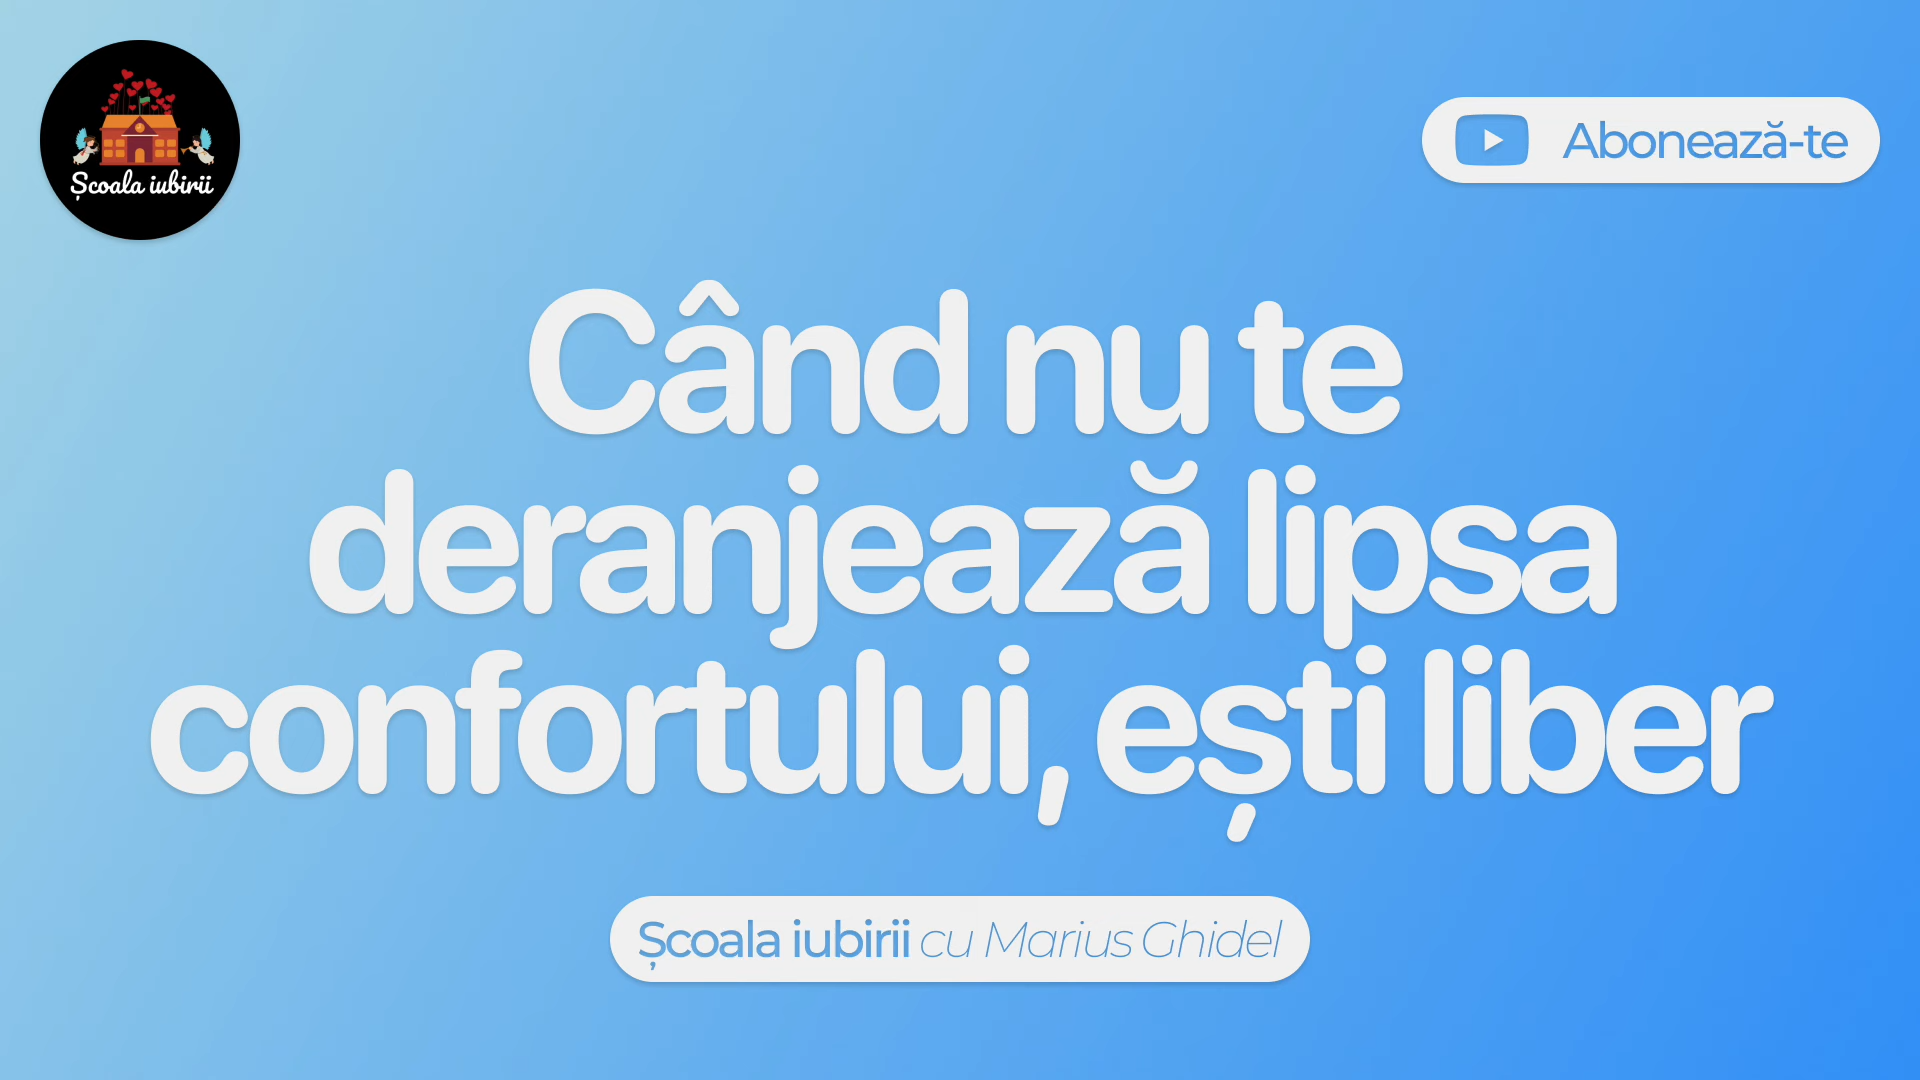 Școala iubirii
Abonează-te
Când nu te
deranjează lipsa
confortului, ești liber
Școala iubirii cu Marius Ghidel